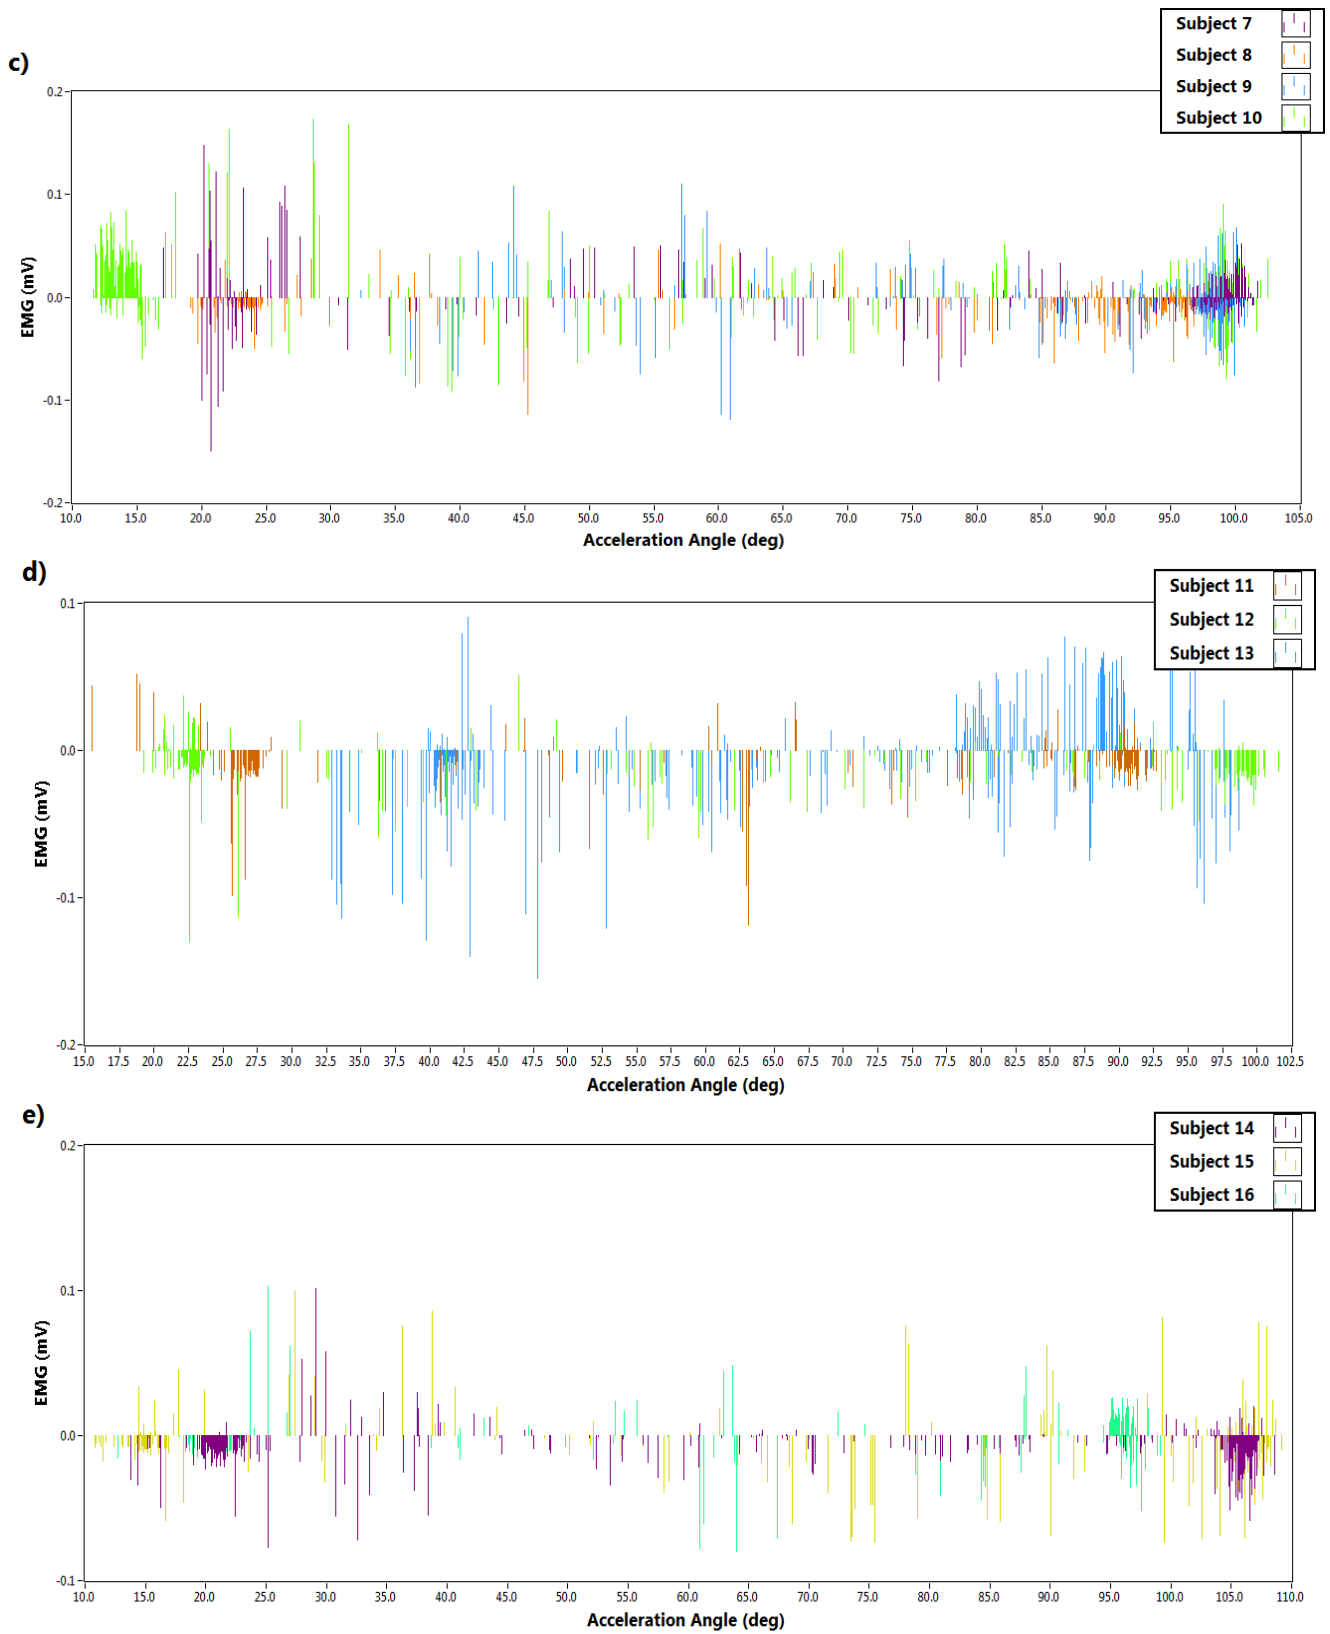 c)
Subject 7
Subject 8
Subject 9
Subject 10
0.2
0.1
0.0
-0.1
-0.2
EMG (mV)
10.0 15.0 20.0 25.0 30.0 35.0 40.0 45.0 50.0 55.0 60.0 65.0 70.0 75.0 80.0 85.0 90.0 95.0 100.0 105.0
Acceleration Angle (deg)
d)
Subject 11
Subject 12
Subject 13
0.1
0.0
-0.1
-0.2
EMG (mV)
15.0 17.5 20.0 22.5 25.0 27.5 30.0 32.5 35.0 37.5 40.0 42.5 45.0 47.5 50.0 52.5 55.0 57.5 60.0 62.5 65.0 67.5 70.0 72.5 75.0 77.5 80.0 82.5 85.0 87.5 90.0 92.5 95.0 97.5 100.0 102.5
Acceleration Angle (deg)
e)
Subject 14
Subject 15
Subject 16
0.2
0.1
0.0
-0.1
EMG (mV)
10.0 15.0 20.0 25.0 30.0 35.0 40.0 45.0 50.0 55.0 60.0 65.0 70.0 75.0 80.0 85.0 90.0 95.0 100.0 105.0 110.0
Acceleration Angle (deg)